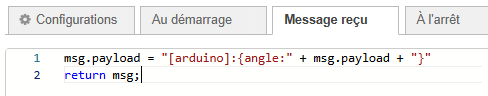 Configurations
Au démarrage
Message reçu
À l'arrêt
1 msg.payload = "[arduino]:{angle:" + msg.payload + "}"
2 return msg;